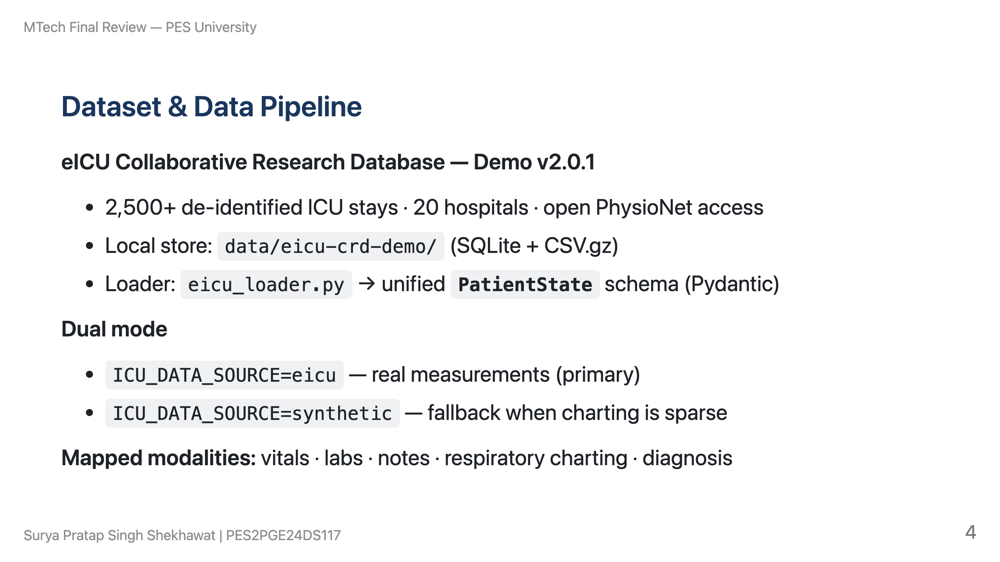 MTech Final Review — PES University
Dataset & Data Pipeline
eICU Collaborative Research Database — Demo v2.0.1
• 2,500+ de-identified ICU stays · 20 hospitals · open PhysioNet access
• Local store: data/eicu-crd-demo/ (SQLite + CSV.gz)
• Loader: eicu_loader.py → unified PatientState schema (Pydantic)
Dual mode
• ICU_DATA_SOURCE=eicu — real measurements (primary)
• ICU_DATA_SOURCE=synthetic — fallback when charting is sparse
Mapped modalities: vitals · labs · notes · respiratory charting · diagnosis
Surya Pratap Singh Shekhawat | PES2PGE24DS117
4